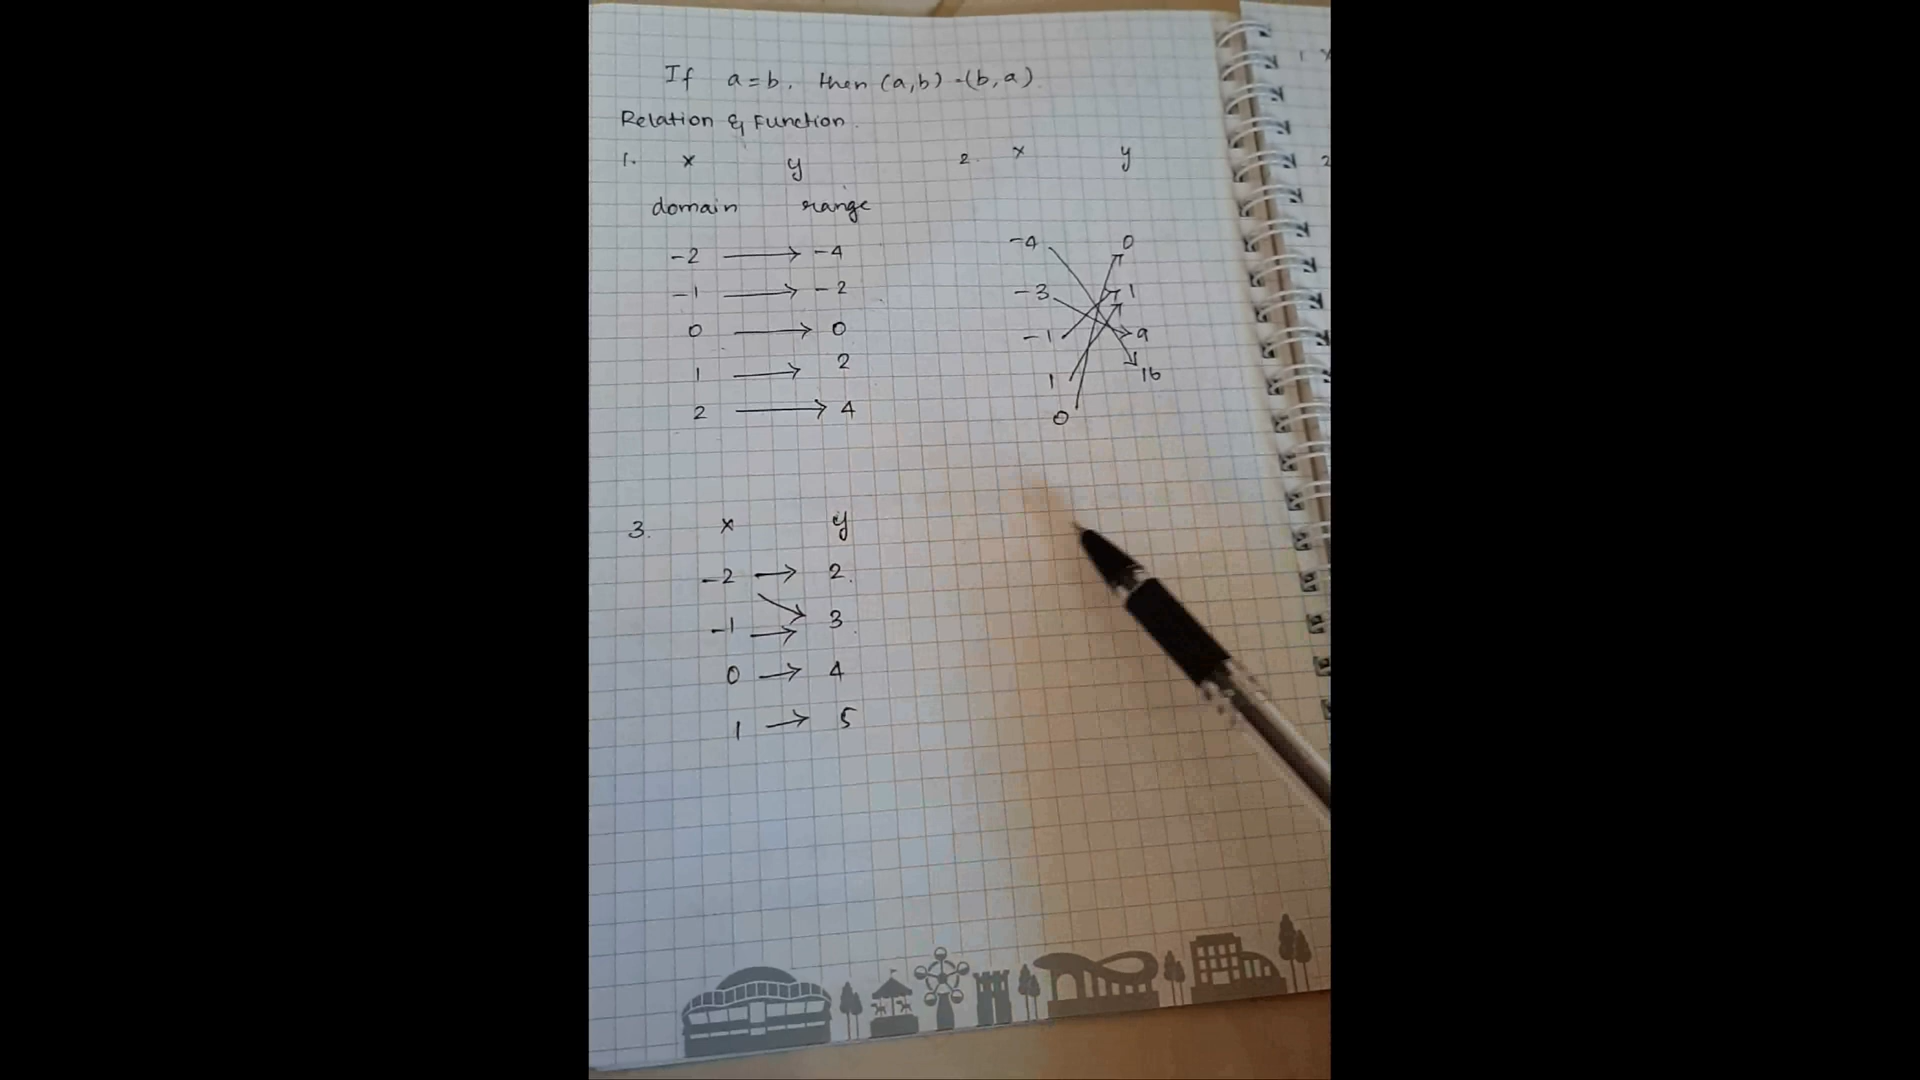 If a=b, then (a,b) =(b,a)
Relation & Function.
1. x y
domain range
-2 → -4
-1 → -2
0 → 0
1 → 2
2 → 4
2. x y
-4 0
-3 1
-1 9
1 16
0
3. x y
-2 → 2.
-1 → 3
0 → 4
1 → 5